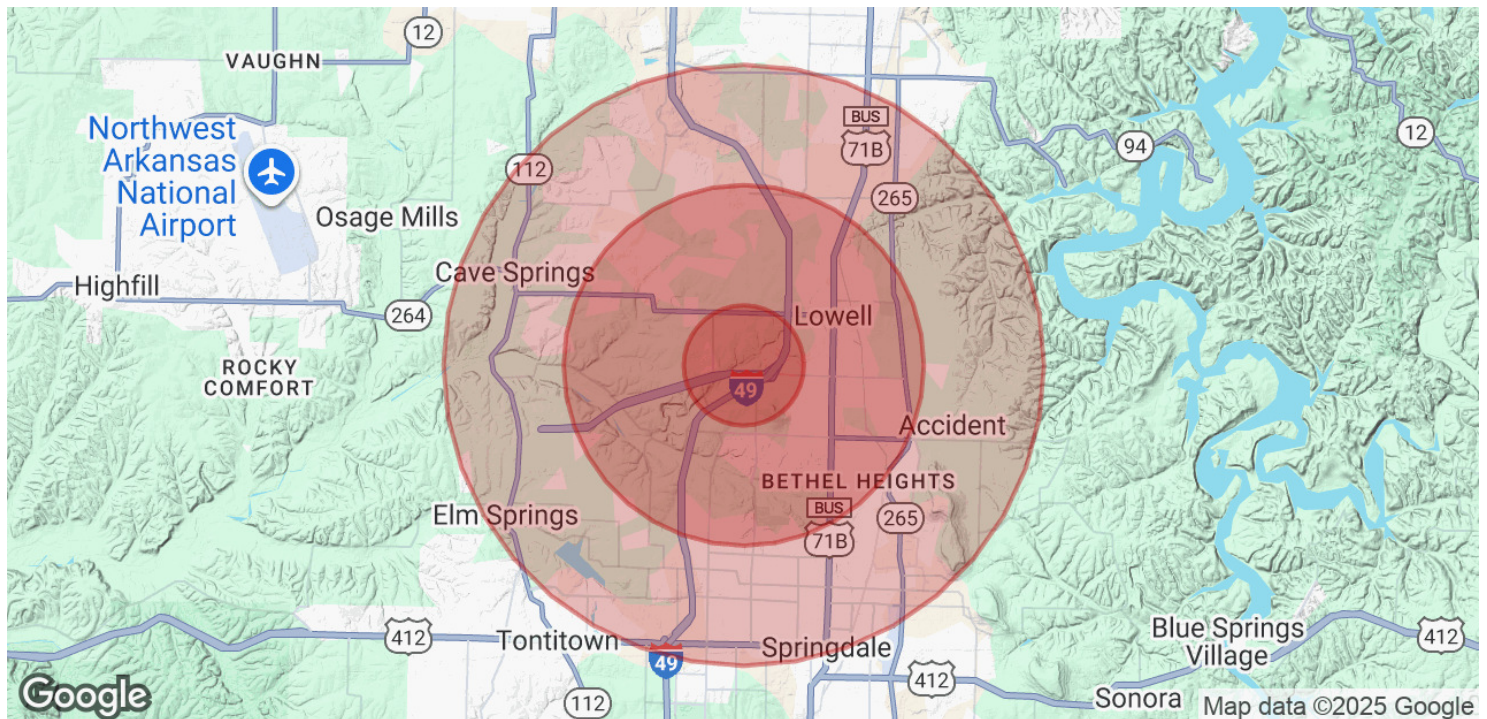 12
VAUGHN
Northwest
Arkansas
National
Airport
BUS
71B
94
12
112
265
Osage Mills
Cave Springs
Highfill
264
Lowell
ROCKY
COMFORT
49
Accident
BETHEL HEIGHTS
BUS
71B
265
Elm Springs
412
Tontitown
49
Springdale
412
Blue Springs
Village
412
112
Sonora
Google
Map data ©2025 Google